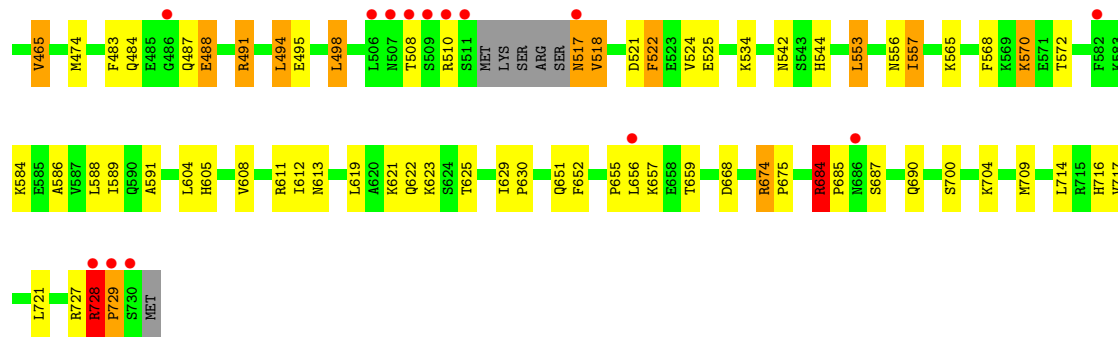 V465 M474 F483 Q484 E485 G486 Q487 E488 R491 L494 E495 L498 L506 N507 T508 S509 R510 S511 MET LYS SER ARG SER N517 V518 D521 F522 E523 V524 E525 K534 N542 S543 H544 L553 N556 I557 K565 F568 K569 K570 E571 T572 F582 K583
K584 E585 A586 V587 L588 I589 Q590 A591 L604 H605 V608 R611 I612 N613 L619 A620 K621 Q622 K623 S624 T625 I629 P630 Q651 F652 P655 L656 K657 E658 T659 D668 R674 P675 R684 P685 N686 S687 Q690 S700 K704 M709 L714 R715 H716 V717
L721 R727 R728 P729 S730 MET